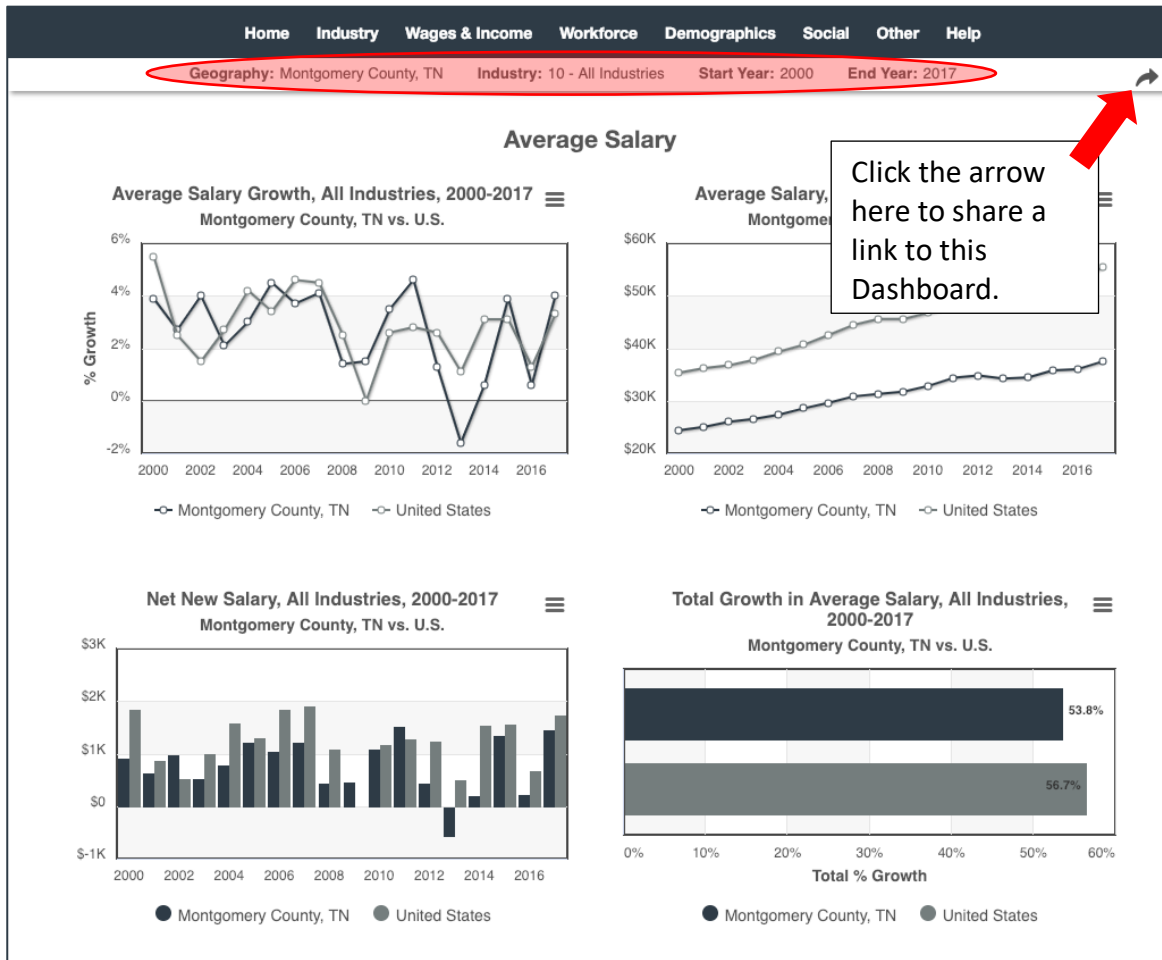 Home Industry Wages & Income Workforce Demographics Social Other Help
Geography: Montgomery County, TN Industry: 10 - All Industries Start Year: 2000 End Year: 2017
Average Salary
Click the arrow
here to share a
link to this
Dashboard.
Average Salary Growth, All Industries, 2000-2017
Montgomery County, TN vs. U.S.
6%
4%
2%
0%
-2%
% Growth
2000 2002 2004 2006 2008 2010 2012 2014 2016
Montgomery County, TN United States
Average Salary,
$60K
$50K
$40K
$30K
$20K
2000 2002 2004 2006 2008 2010 2012 2014 2016
Montgomery County, TN United States
Net New Salary, All Industries, 2000-2017
Montgomery County, TN vs. U.S.
$3K
$2K
$1K
$0
$-1K
2000 2002 2004 2006 2008 2010 2012 2014 2016
Montgomery County, TN United States
Total Growth in Average Salary, All Industries,
2000-2017
Montgomery County, TN vs. U.S.
53.8%
56.7%
0% 10% 20% 30% 40% 50% 60%
Total % Growth
Montgomery County, TN United States